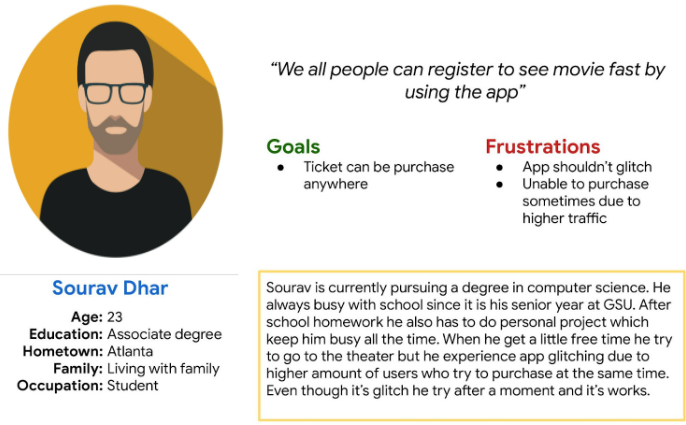 “We all people can register to see movie fast by
using the app”
Goals
● Ticket can be purchase
anywhere
Frustrations
● App shouldn’t glitch
● Unable to purchase
sometimes due to
higher traffic
Sourav Dhar
Age: 23
Education: Associate degree
Hometown: Atlanta
Family: Living with family
Occupation: Student
Sourav is currently pursuing a degree in computer science. He
always busy with school since it is his senior year at GSU. After
school homework he also has to do personal project which
keep him busy all the time. When he get a little free time he try
to go to the theater but he experience app glitching due to
higher amount of users who try to purchase at the same time.
Even though it’s glitch he try after a moment and it’s works.